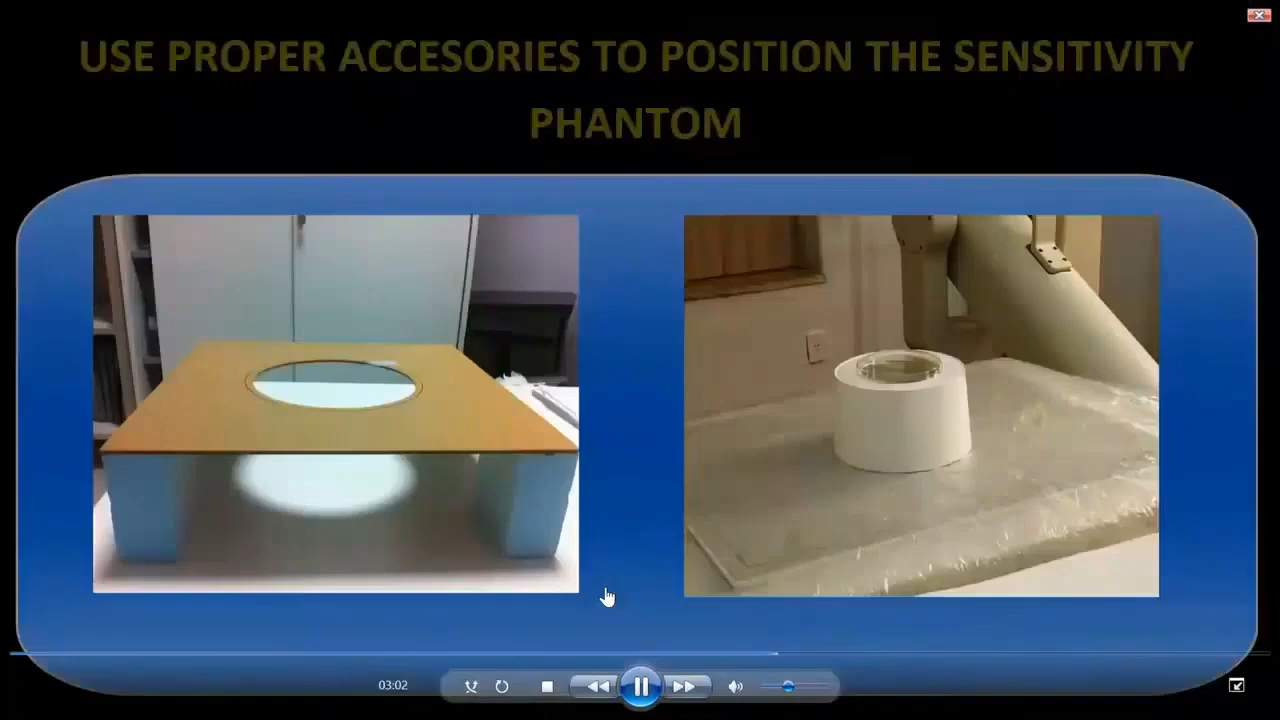 USE PROPER ACCESORIES TO POSITION THE SENSITIVITY
PHANTOM
03:02